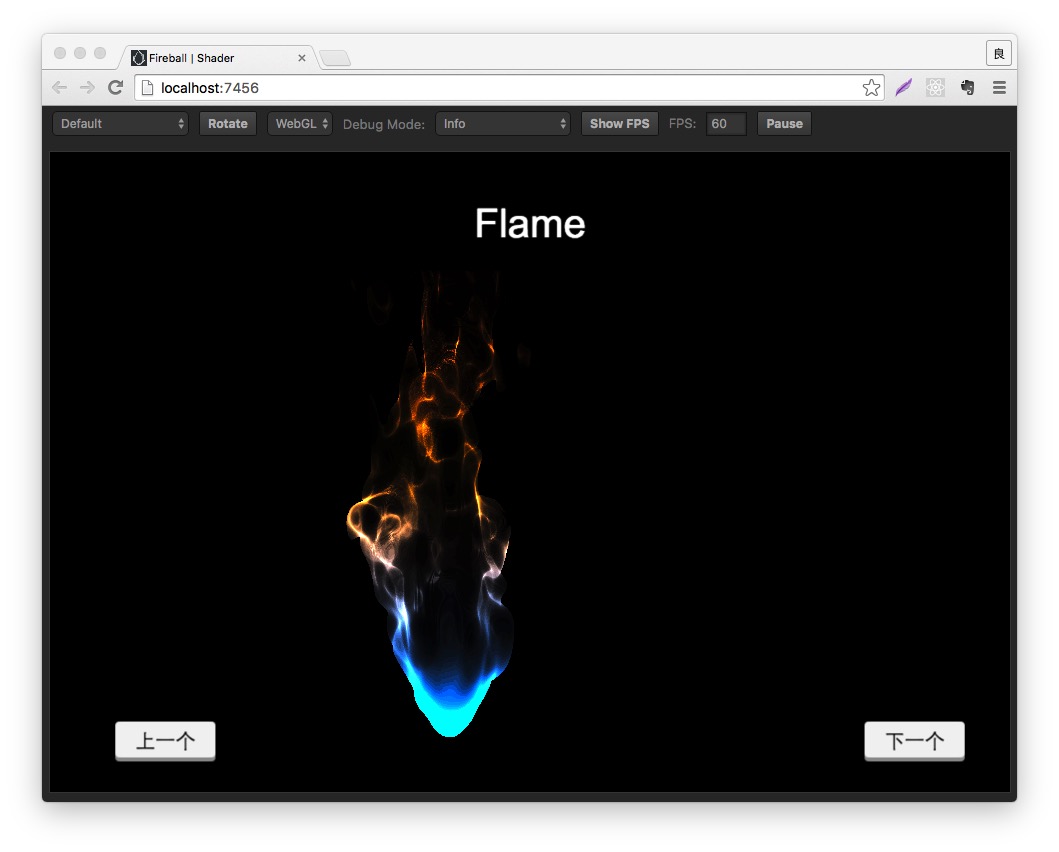 Fireball | Shader
良
localhost:7456
Default Rotate WebGL Debug Mode: Info Show FPS FPS: 60 Pause
Flame
上一个 下一个